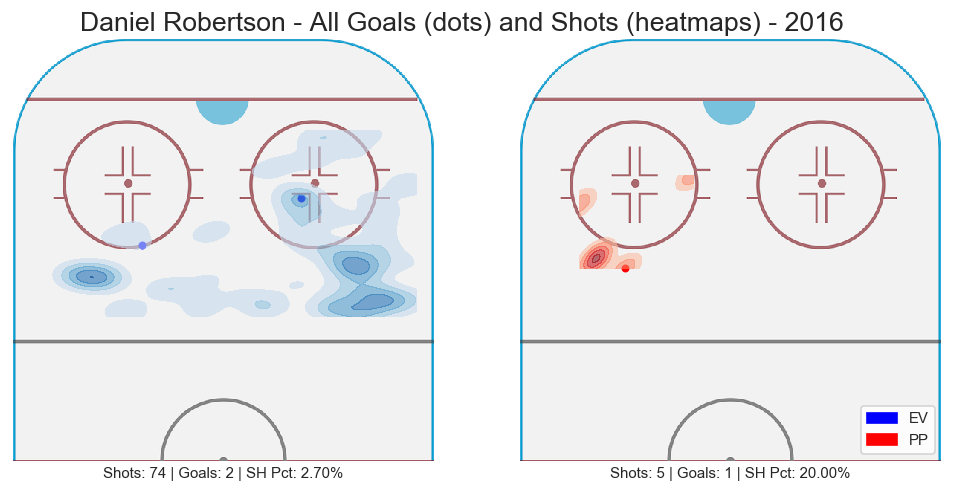 Daniel Robertson - All Goals (dots) and Shots (heatmaps) - 2016
EV
PP
Shots: 74 | Goals: 2 | SH Pct: 2.70%
Shots: 5 | Goals: 1 | SH Pct: 20.00%